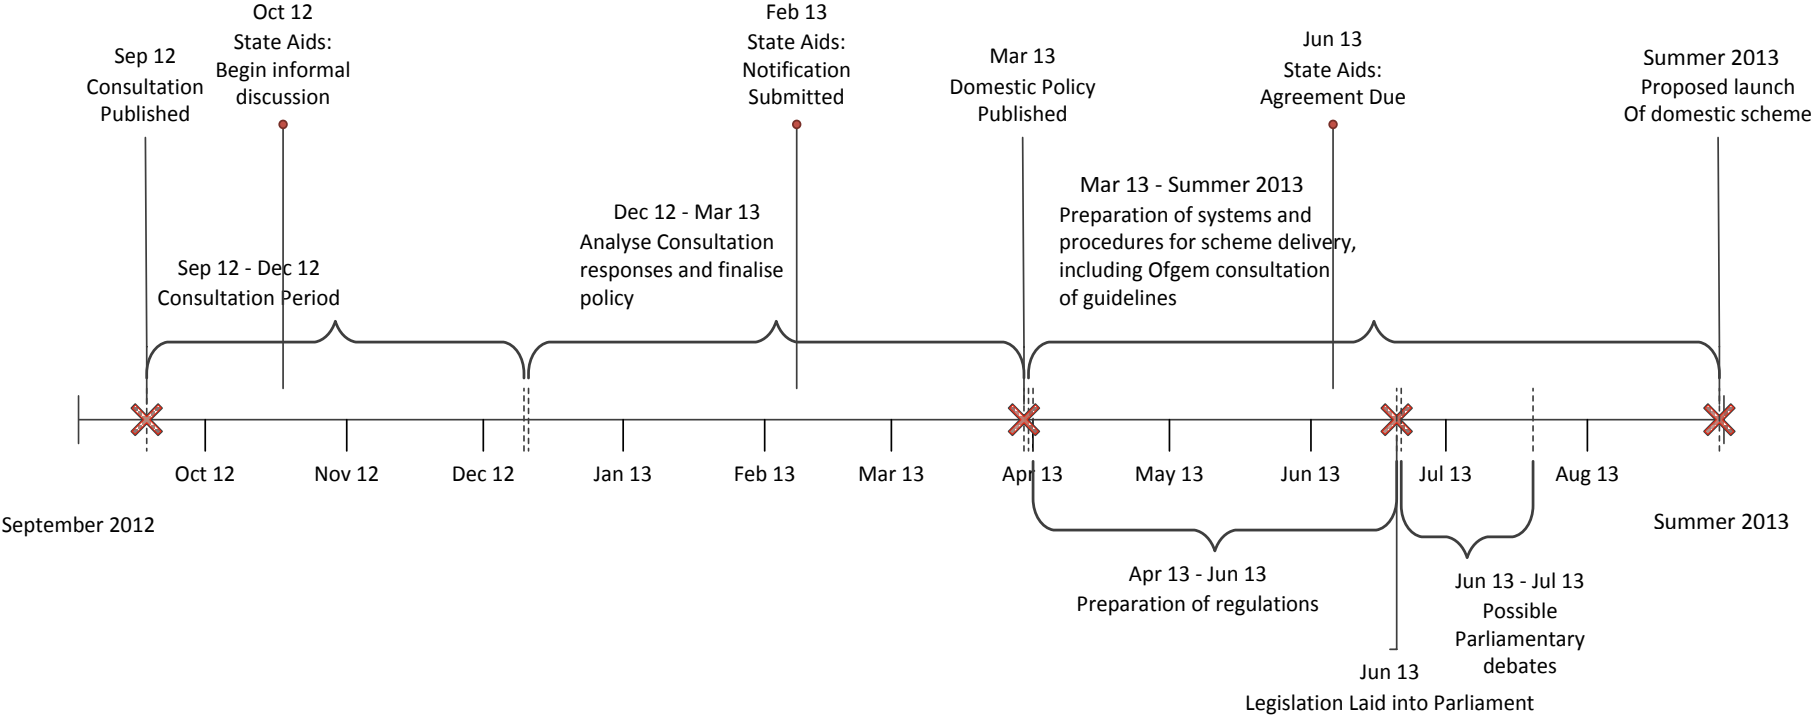 Sep 12
Consultation
Published
Oct 12
State Aids:
Begin informal
discussion
Feb 13
State Aids:
Notification
Submitted
Mar 13
Domestic Policy
Published
Jun 13
State Aids:
Agreement Due
Summer 2013
Proposed launch
Of domestic scheme
Sep 12 - Dec 12
Consultation Period
Dec 12 - Mar 13
Analyse Consultation
responses and finalise
policy
Mar 13 - Summer 2013
Preparation of systems and
procedures for scheme delivery,
including Ofgem consultation
of guidelines
Oct 12
Nov 12
Dec 12
Jan 13
Feb 13
Mar 13
Apr 13
May 13
Jun 13
Jul 13
Aug 13
September 2012
Summer 2013
Apr 13 - Jun 13
Preparation of regulations
Jun 13 - Jul 13
Possible
Parliamentary
debates
Jun 13
Legislation Laid into Parliament